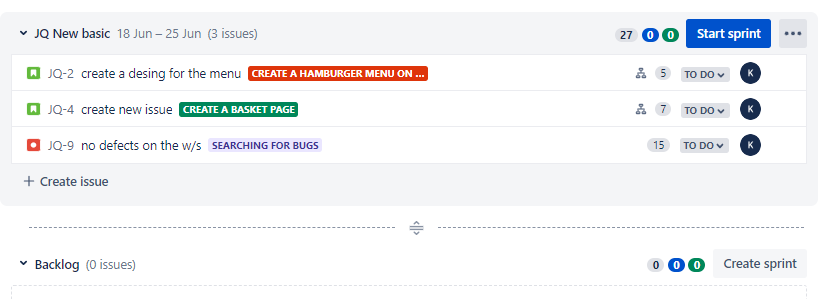 JQ New basic 18 Jun – 25 Jun (3 issues) 27 0 0 Start sprint
JQ-2 create a desing for the menu CREATE A HAMBURGER MENU ON ... 5 TO DO K
JQ-4 create new issue CREATE A BASKET PAGE 7 TO DO K
JQ-9 no defects on the w/s SEARCHING FOR BUGS 15 TO DO K
+ Create issue
Backlog (0 issues) 0 0 0 Create sprint